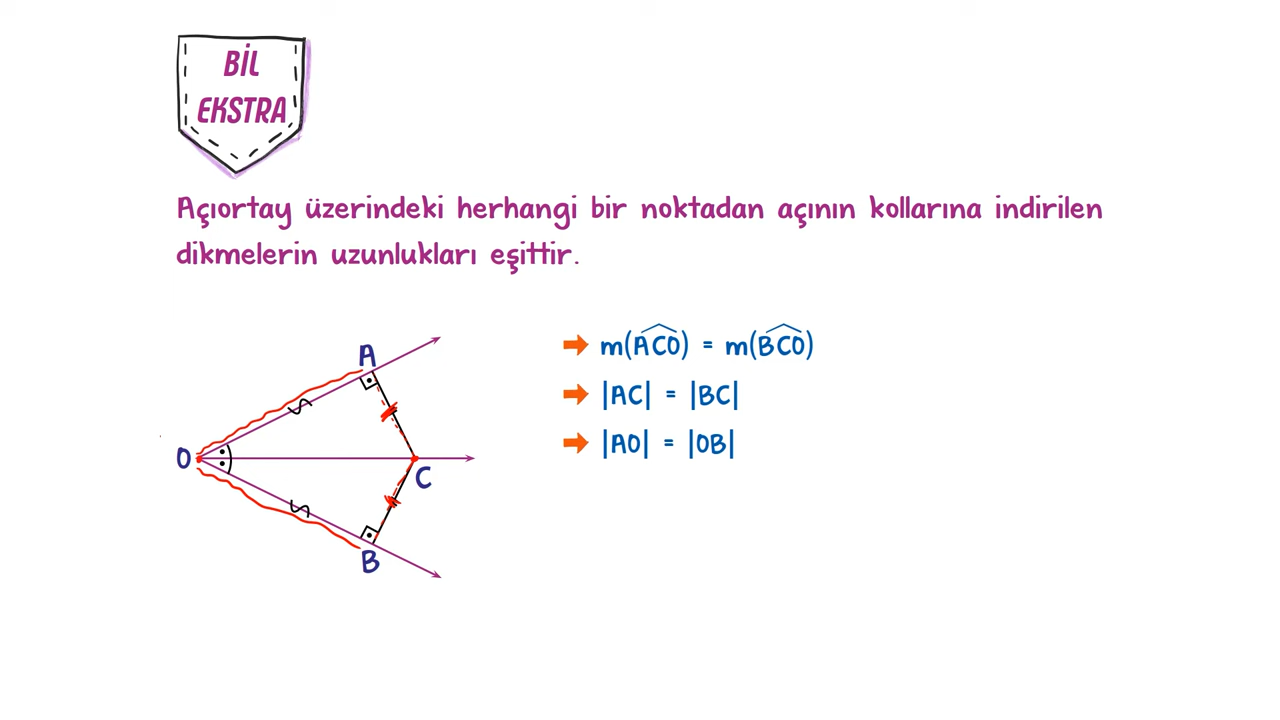 BİL
EKSTRA
Açıortay üzerindeki herhangi bir noktadan açının kollarına indirilen
dikmelerin uzunlukları eşittir.
A
O
C
B
m(ACO) = m(BCO)
|AC| = |BC|
|AO| = |OB|